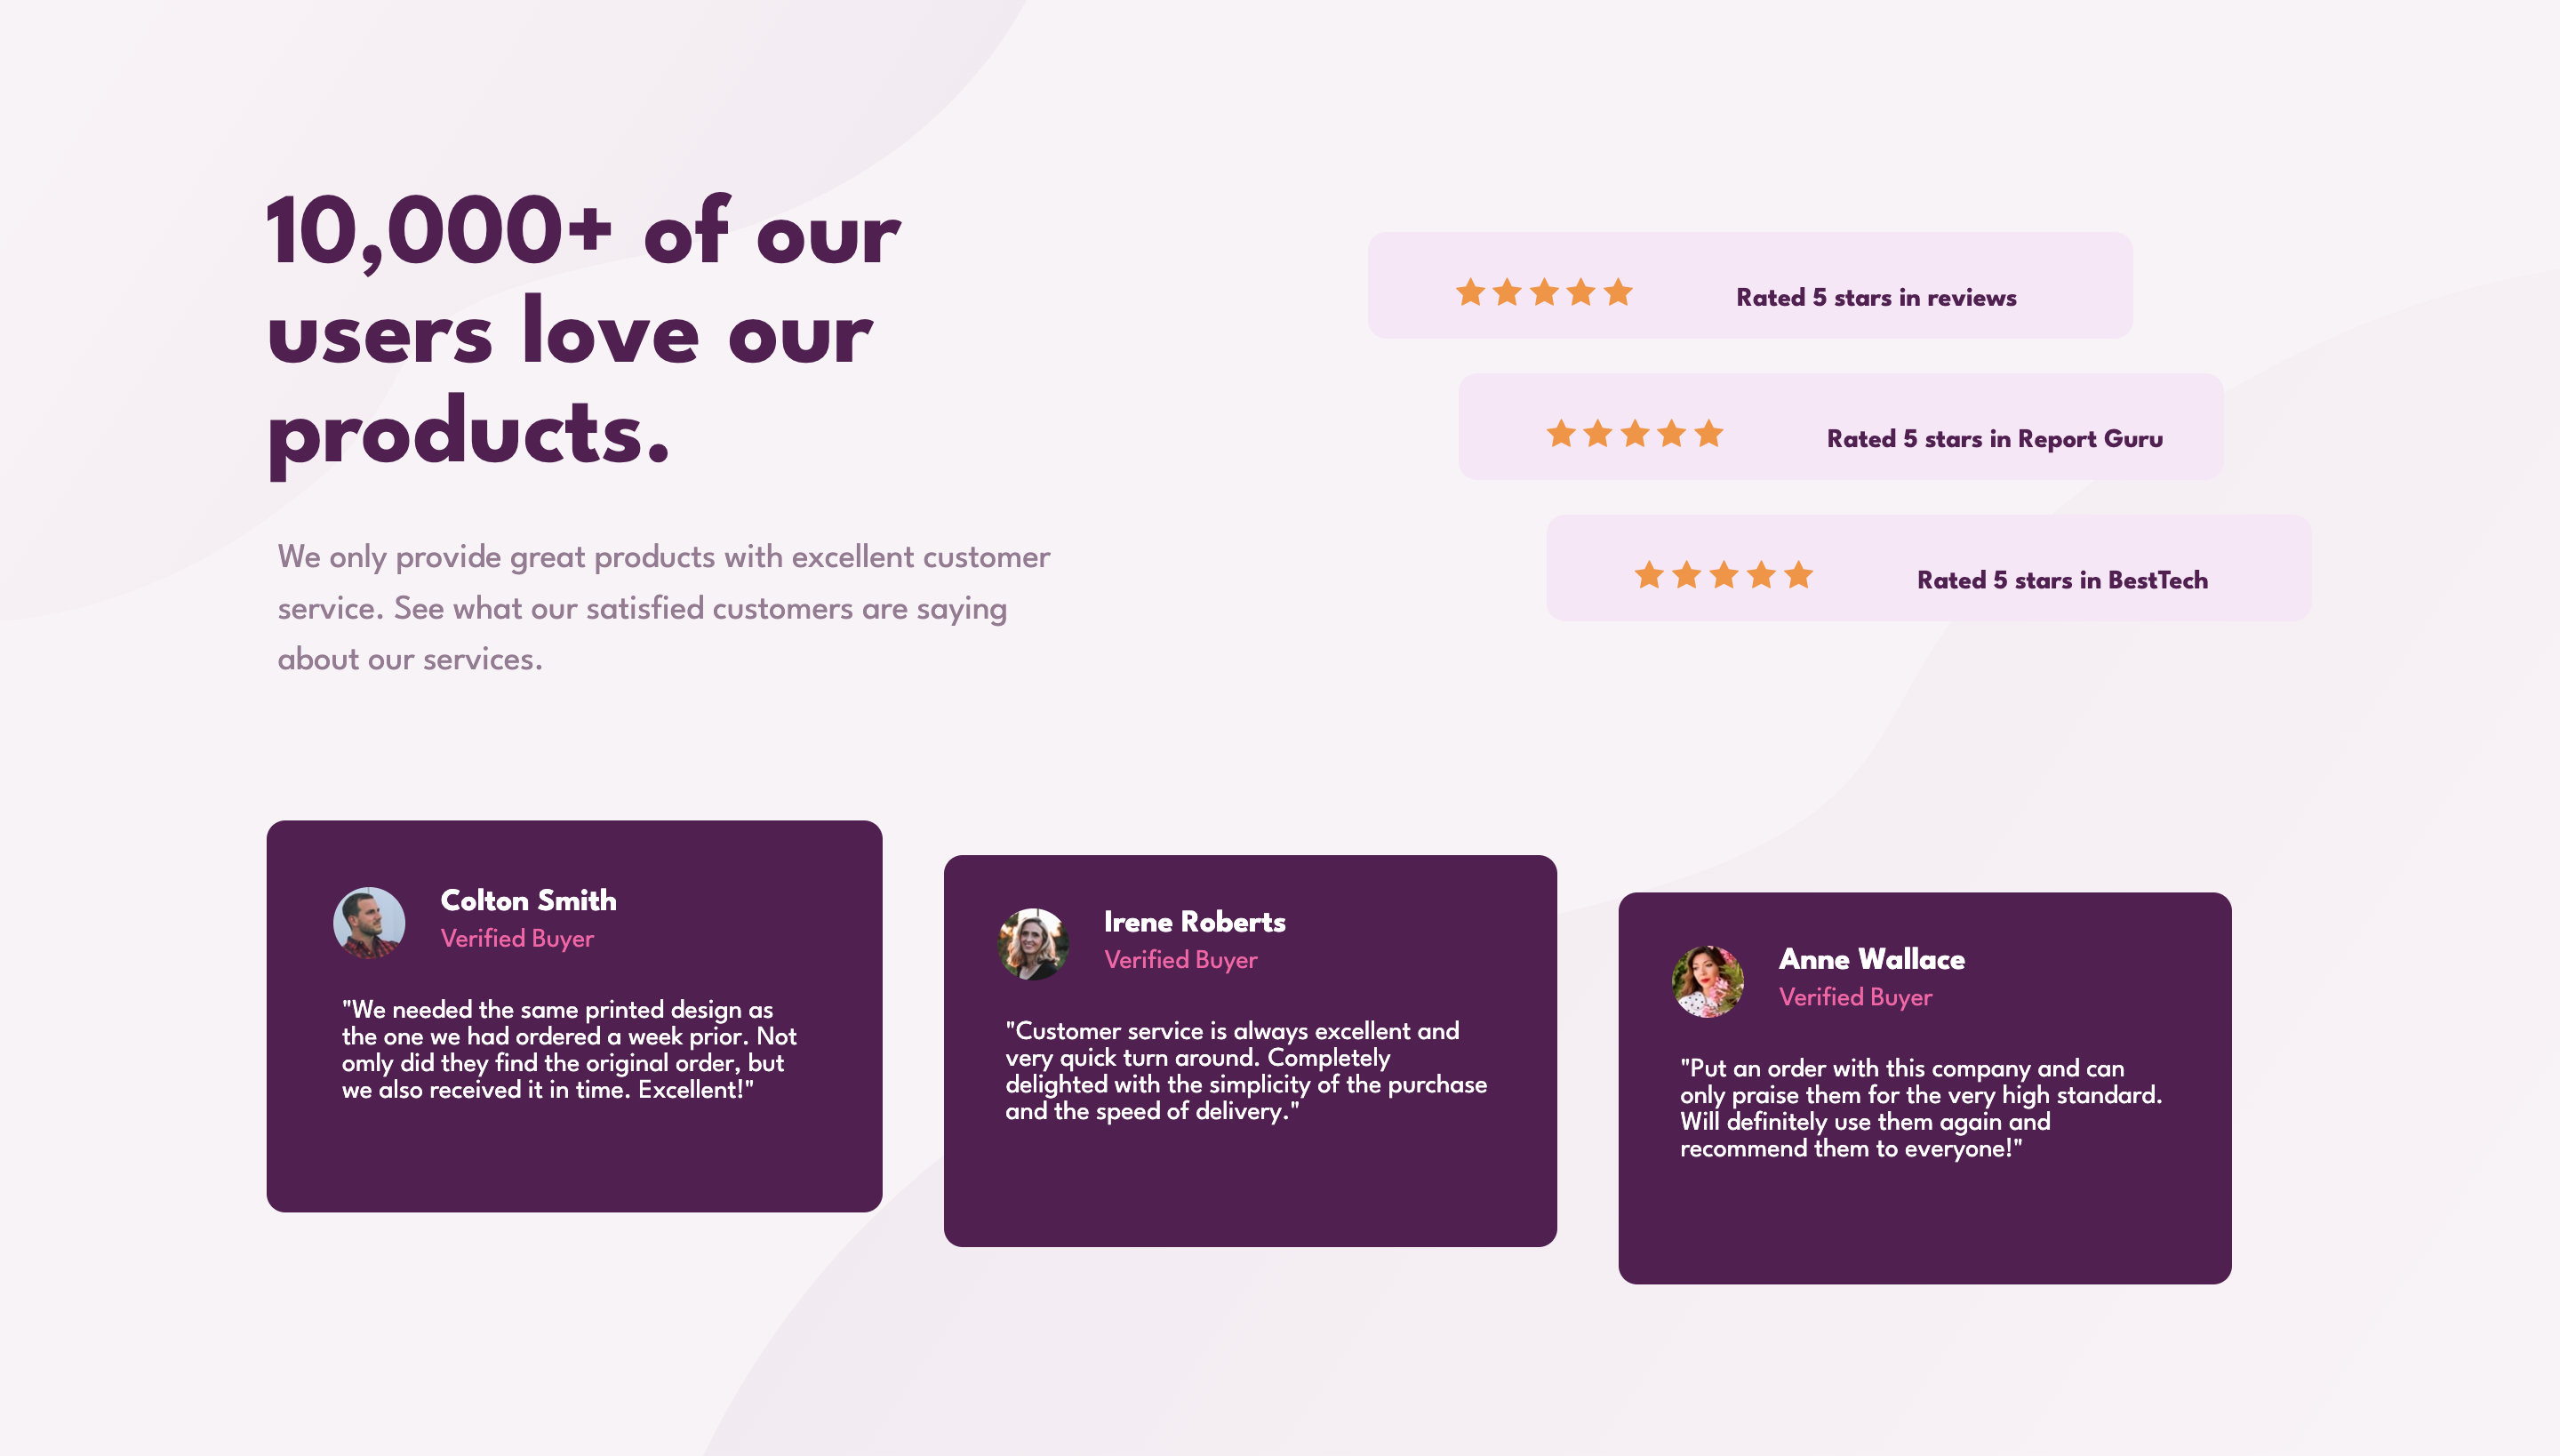 10,000+ of our
users love our
products.
We only provide great products with excellent customer
service. See what our satisfied customers are saying
about our services.
Rated 5 stars in reviews
Rated 5 stars in Report Guru
Rated 5 stars in BestTech
Colton Smith
Verified Buyer
"We needed the same printed design as
the one we had ordered a week prior. Not
omly did they find the original order, but
we also received it in time. Excellent!"
Irene Roberts
Verified Buyer
"Customer service is always excellent and
very quick turn around. Completely
delighted with the simplicity of the purchase
and the speed of delivery."
Anne Wallace
Verified Buyer
"Put an order with this company and can
only praise them for the very high standard.
Will definitely use them again and
recommend them to everyone!"